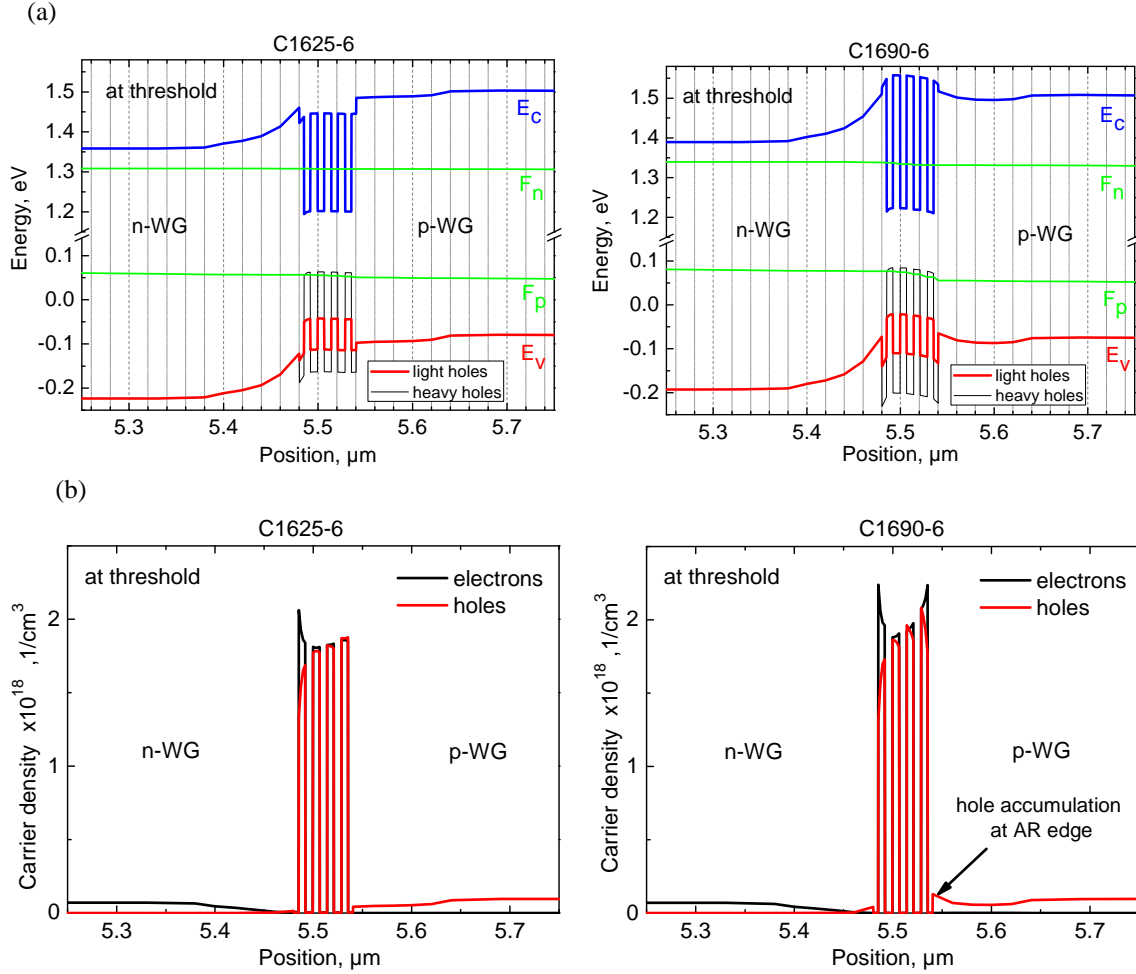 (a)
C1625-6
at threshold
E_c
F_n
n-WG
p-WG
F_p
E_v
light holes
heavy holes
1.5
1.4
1.3
1.2
0.1
0.0
-0.1
-0.2
Energy, eV
5.3 5.4 5.5 5.6 5.7
Position, µm
C1690-6
at threshold
E_c
F_n
n-WG
p-WG
F_p
E_v
light holes
heavy holes
1.5
1.4
1.3
1.2
0.1
0.0
-0.1
-0.2
Energy, eV
5.3 5.4 5.5 5.6 5.7
Position, µm
(b)
C1625-6
at threshold
electrons
holes
n-WG
p-WG
2
1
0
Carrier density x10^18 ,1/cm^3
5.3 5.4 5.5 5.6 5.7
Position, µm
C1690-6
at threshold
electrons
holes
n-WG
p-WG
hole accumulation
at AR edge
2
1
0
Carrier density x10^18 ,1/cm^3
5.3 5.4 5.5 5.6 5.7
Position, µm